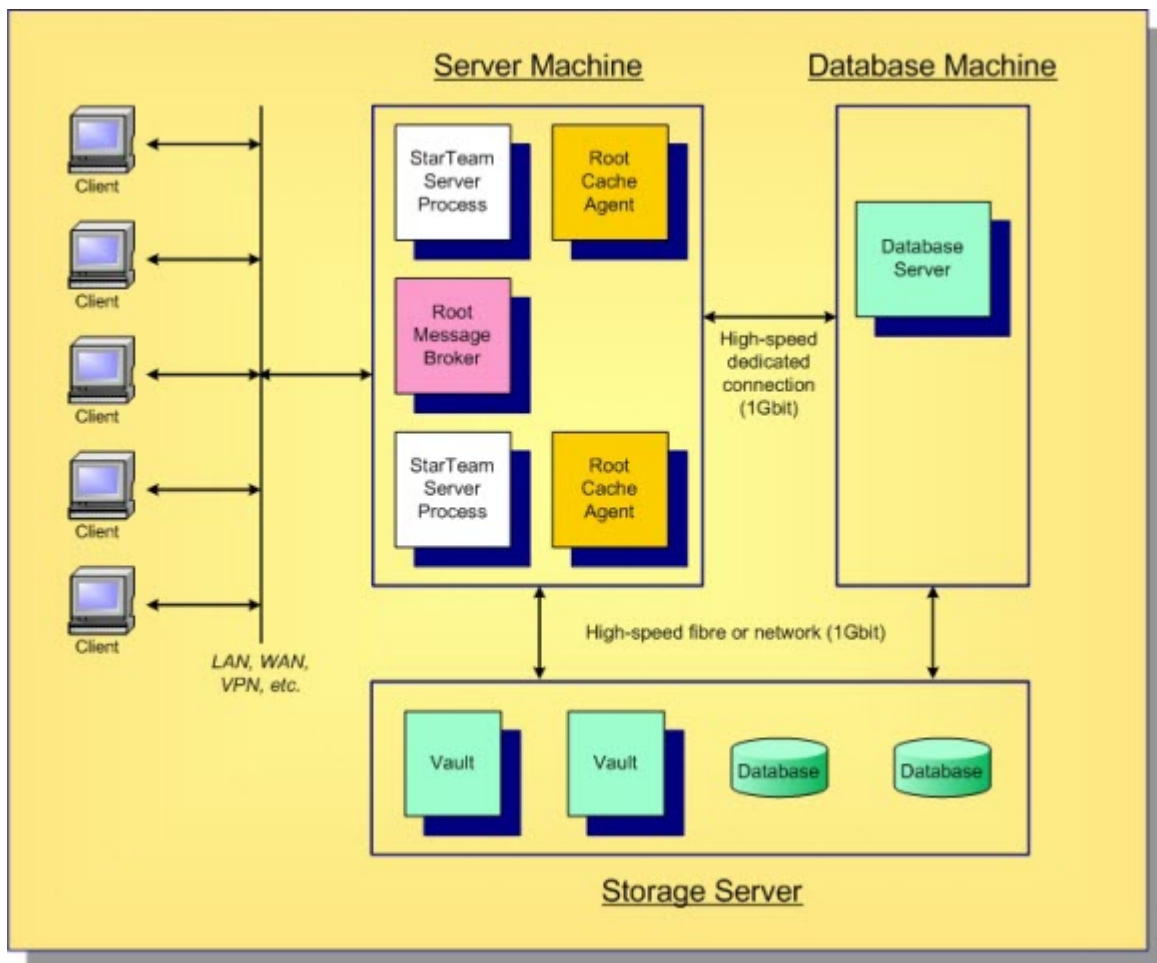 Server Machine
Database Machine
Client
Client
Client
Client
Client
LAN, WAN,
VPN, etc.
StarTeam
Server
Process
Root
Cache
Agent
Root
Message
Broker
StarTeam
Server
Process
Root
Cache
Agent
High-speed
dedicated
connection
(1Gbit)
Database
Server
High-speed fibre or network (1Gbit)
Vault
Vault
Database
Database
Storage Server